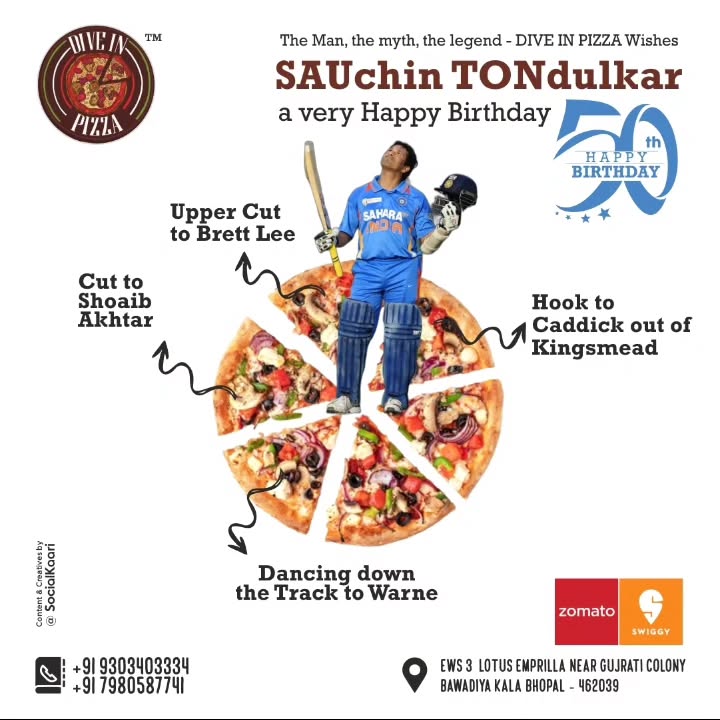 DIVE IN
PIZZA
TM
The Man, the myth, the legend - DIVE IN PIZZA Wishes
SAUchin TONdulkar
a very Happy Birthday
50th
HAPPY
BIRTHDAY
SAHARA
INDIA
Upper Cut
to Brett Lee
Cut to
Shoaib
Akhtar
Hook to
Caddick out of
Kingsmead
Dancing down
the Track to Warne
Content & Creatives by
@ SocialKaari
zomato
SWIGGY
+91 9303403334
+91 7980587741
EWS 3 LOTUS EMPRILLA NEAR GUJRATI COLONY
BAWADIYA KALA BHOPAL - 462039